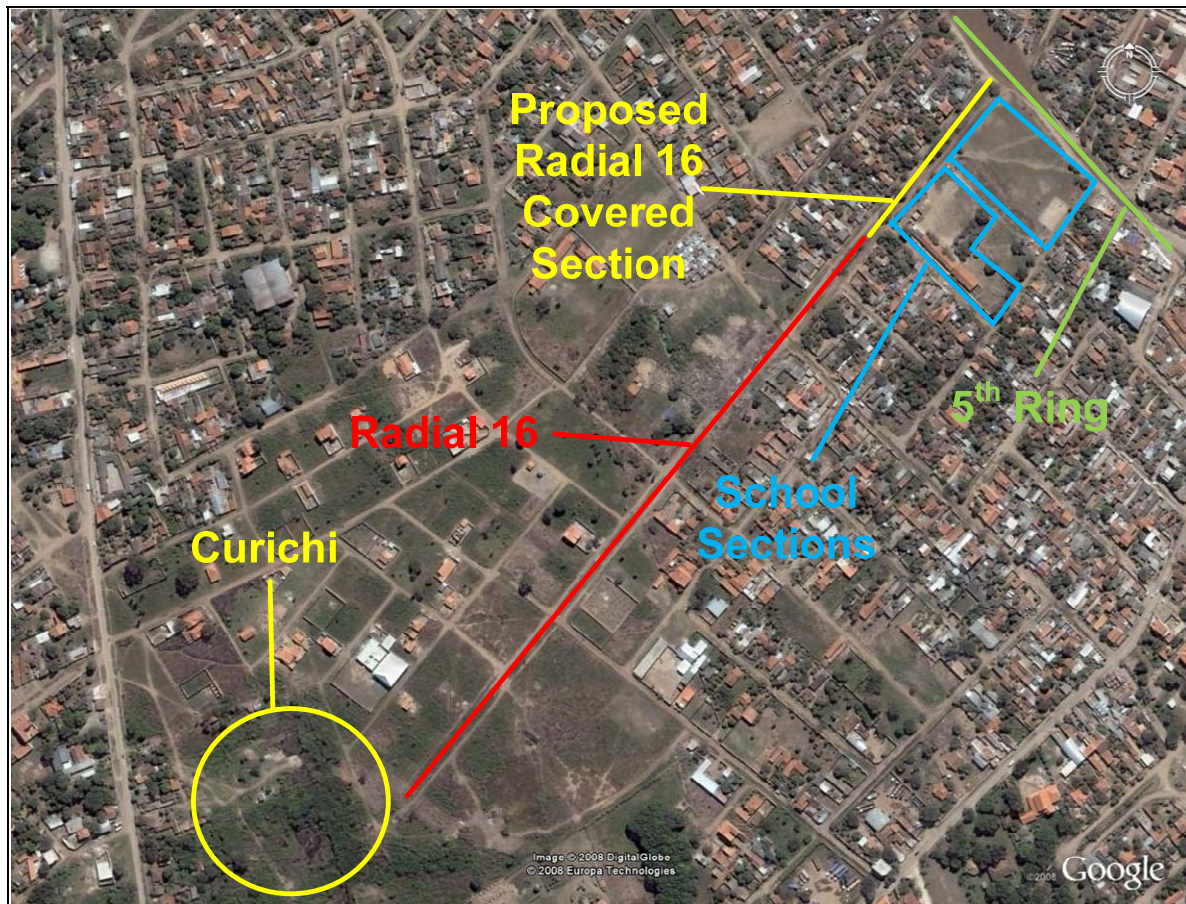 N
Proposed
Radial 16
Covered
Section
5th Ring
Radial 16
School
Sections
Curichi
Image © 2008 DigitalGlobe
© 2008 Europa Technologies
©2008 Google